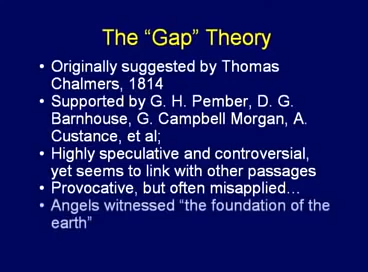 The “Gap” Theory
• Originally suggested by Thomas
Chalmers, 1814
• Supported by G. H. Pember, D. G.
Barnhouse, G. Campbell Morgan, A.
Custance, et al;
• Highly speculative and controversial,
yet seems to link with other passages
• Provocative, but often misapplied…
• Angels witnessed “the foundation of the
earth”